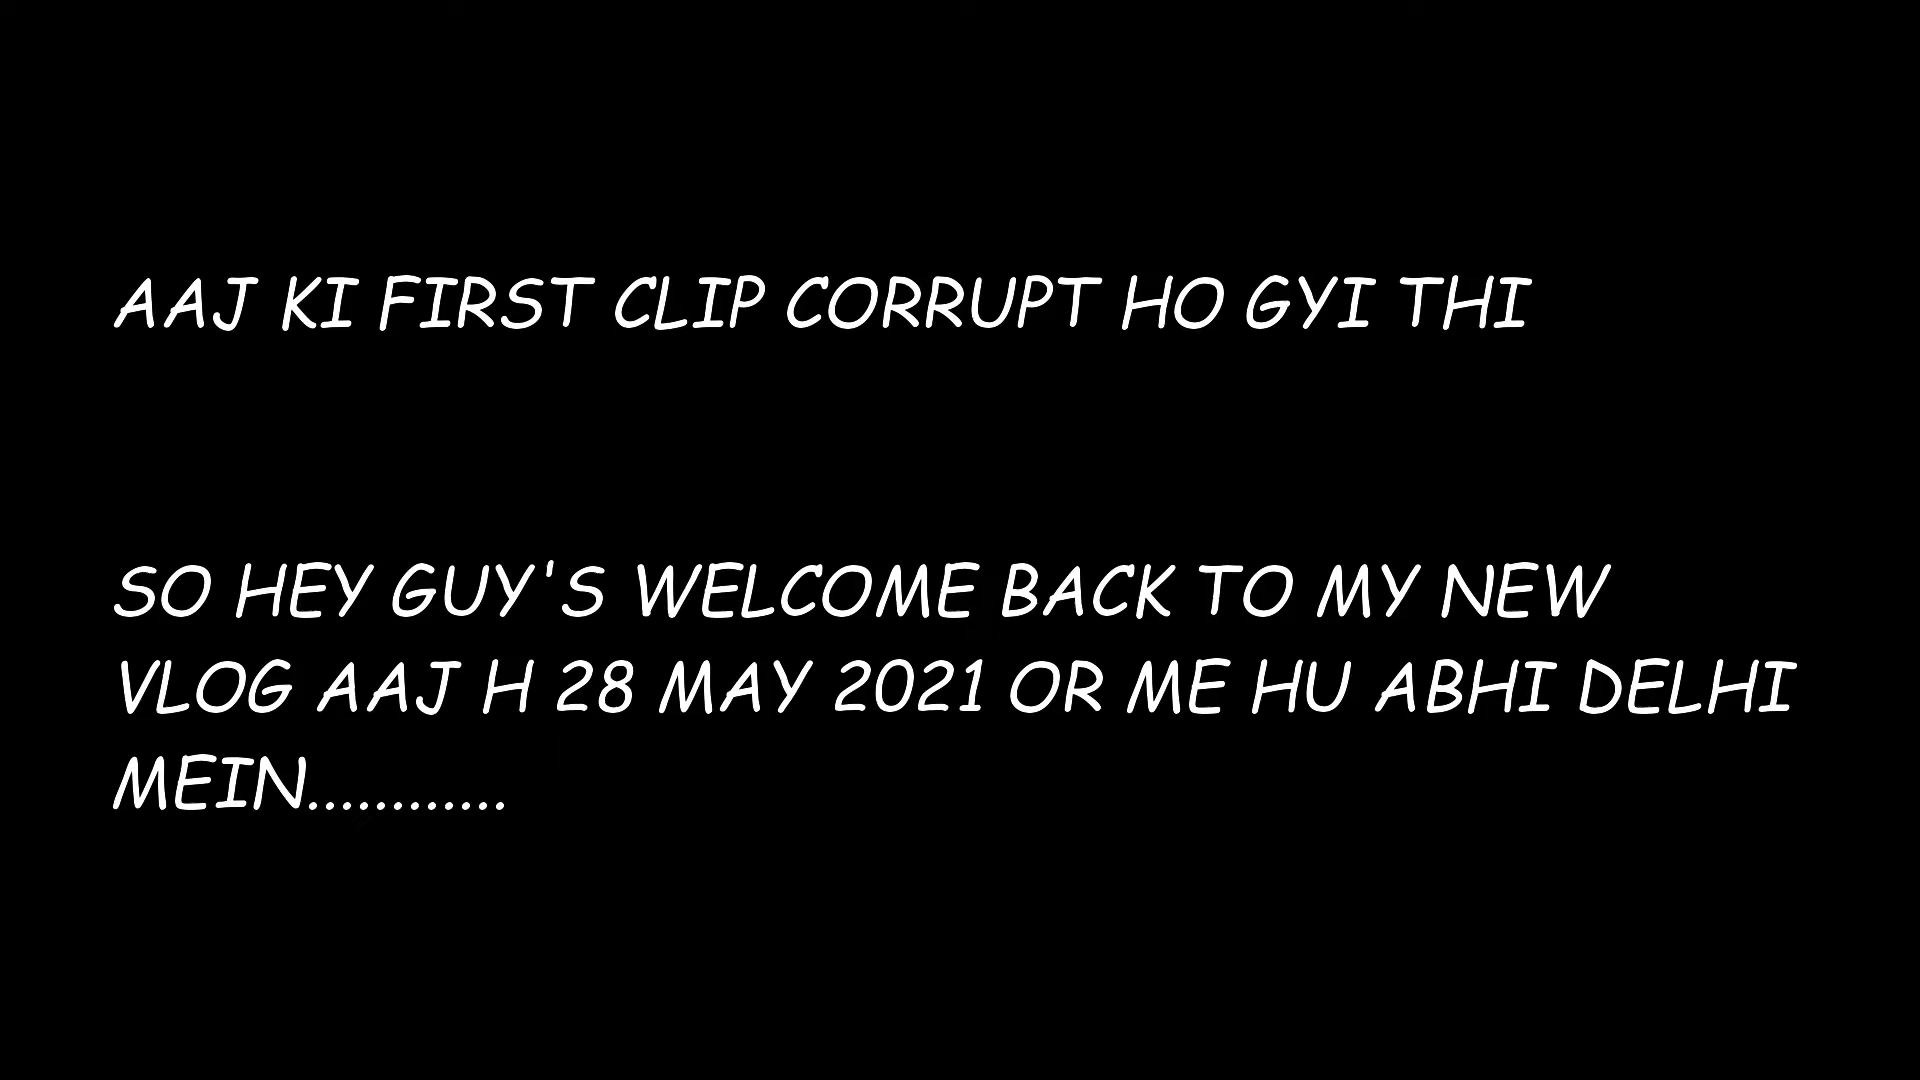 AAJ KI FIRST CLIP CORRUPT HO GYI THI
SO HEY GUY'S WELCOME BACK TO MY NEW
VLOG AAJ H 28 MAY 2021 OR ME HU ABHI DELHI
MEIN............